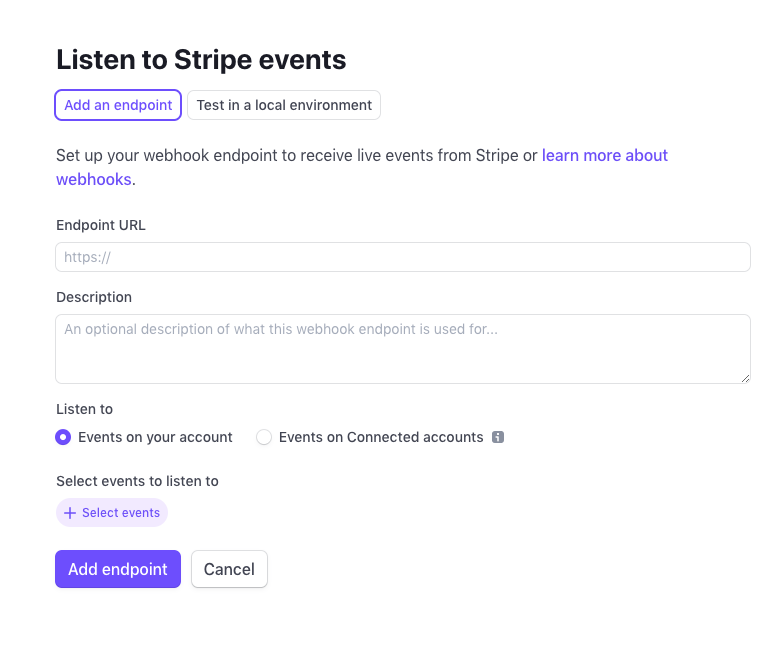 Listen to Stripe events
Add an endpoint
Test in a local environment
Set up your webhook endpoint to receive live events from Stripe or learn more about
webhooks.
Endpoint URL
https://
Description
An optional description of what this webhook endpoint is used for...
Listen to
Events on your account
Events on Connected accounts
Select events to listen to
Select events
Add endpoint
Cancel